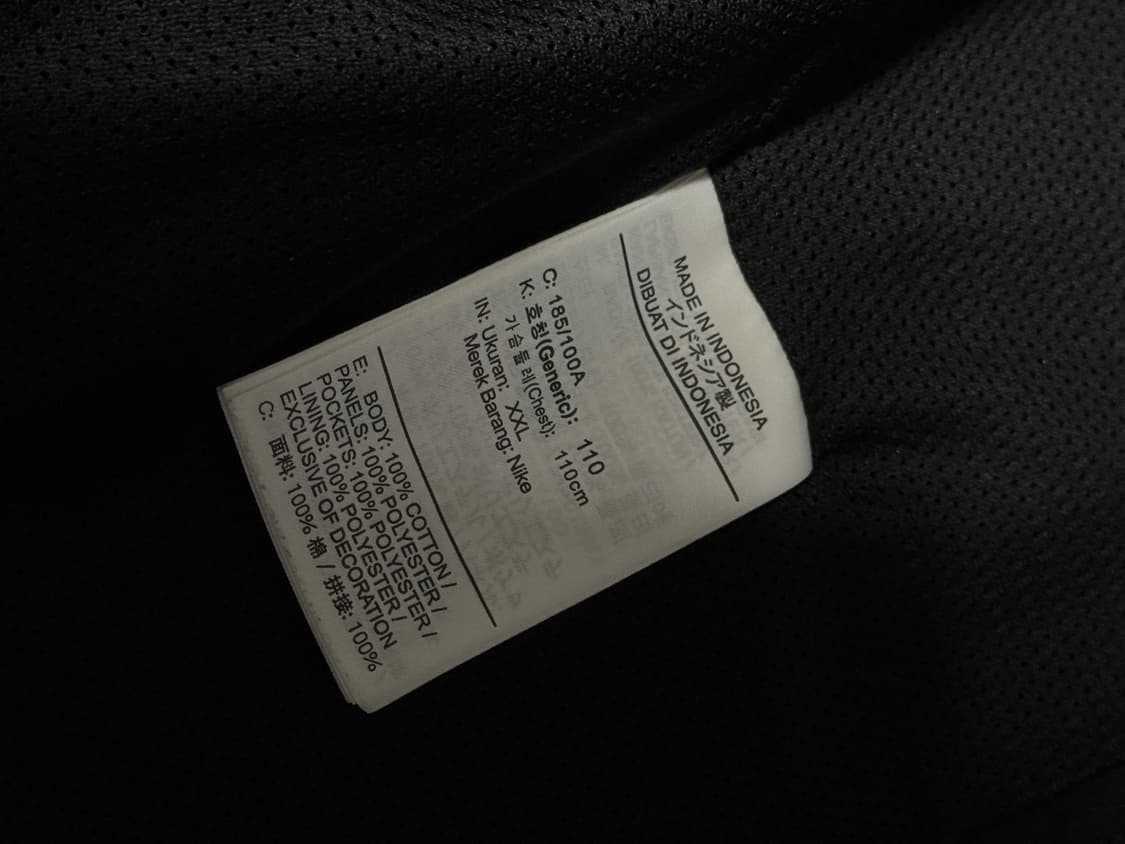 MADE IN INDONESIA
インドネシア製
DIBUAT DI INDONESIA
C: 185/100A
K: 호칭(Generic): 110
가슴둘레(Chest): 110cm
IN: Ukuran: XXL
Merek Barang: Nike
E: BODY: 100% COTTON /
PANELS: 100% POLYESTER /
POCKETS: 100% POLYESTER /
LINING: 100% POLYESTER /
EXCLUSIVE OF DECORATION
C: 面料: 100% 棉 / 拼接: 100%